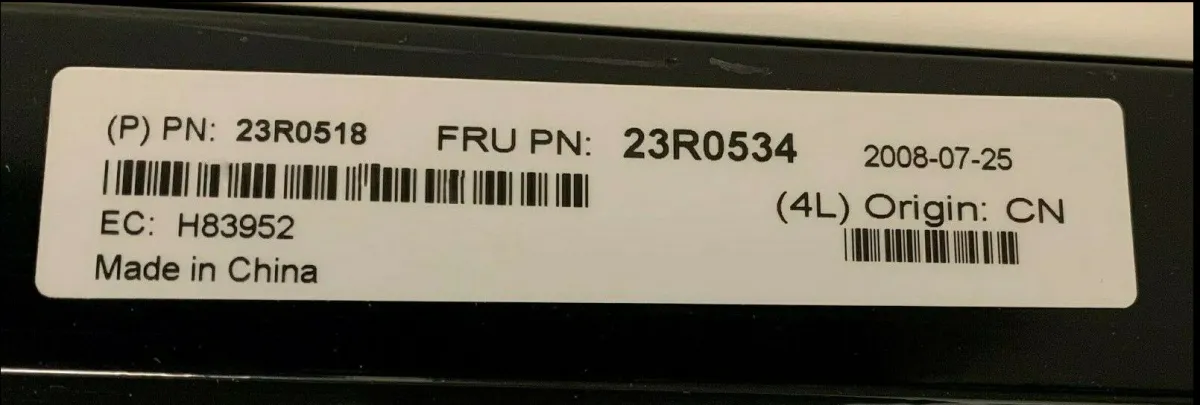 (P) PN: 23R0518 FRU PN: 23R0534 2008-07-25
(4L) Origin: CN
EC: H83952
Made in China